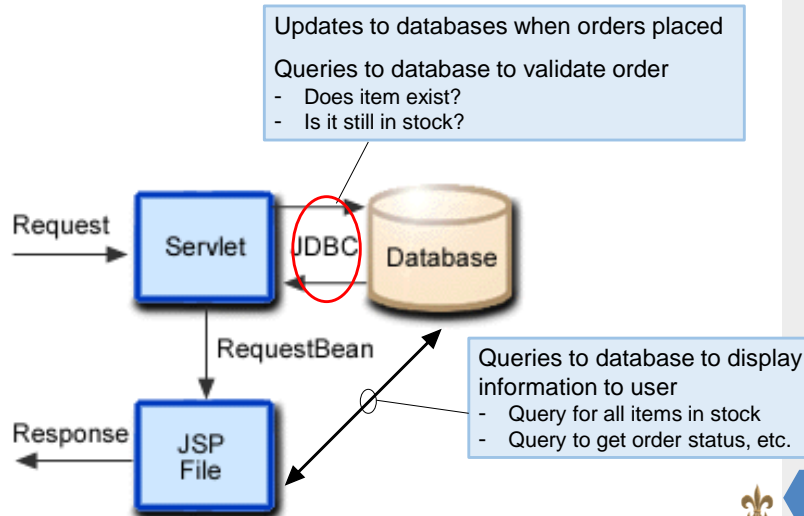 Updates to databases when orders placed
Queries to database to validate order
- Does item exist?
- Is it still in stock?
Request
Servlet
JDBC
Database
RequestBean
Queries to database to display
information to user
- Query for all items in stock
- Query to get order status, etc.
Response
JSP
File